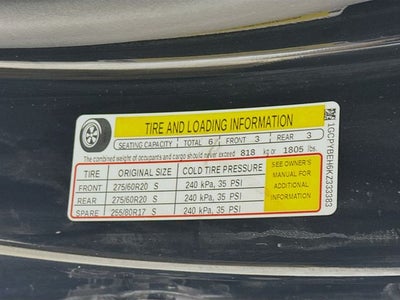 TIRE AND LOADING INFORMATION
SEATING CAPACITY TOTAL 6 FRONT 3 REAR 3
The combined weight of occupants and cargo should never exceed 818 kg or 1805 lbs.
TIRE ORIGINAL SIZE COLD TIRE PRESSURE
FRONT 275/60R20 S 240 kPa, 35 PSI
REAR 275/60R20 S 240 kPa, 35 PSI
SPARE 255/80R17 S 240 kPa, 35 PSI
SEE OWNER'S
MANUAL FOR
ADDITIONAL
INFORMATION
1GCPYBEH6KZ333383